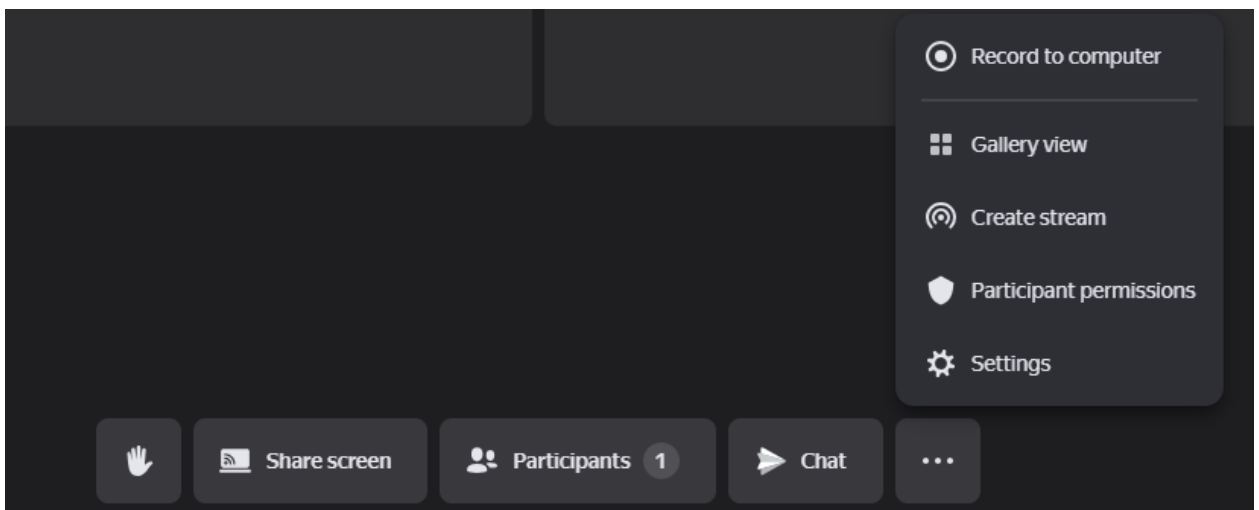 Record to computer
Gallery view
Create stream
Participant permissions
Settings
Share screen
Participants 1
Chat